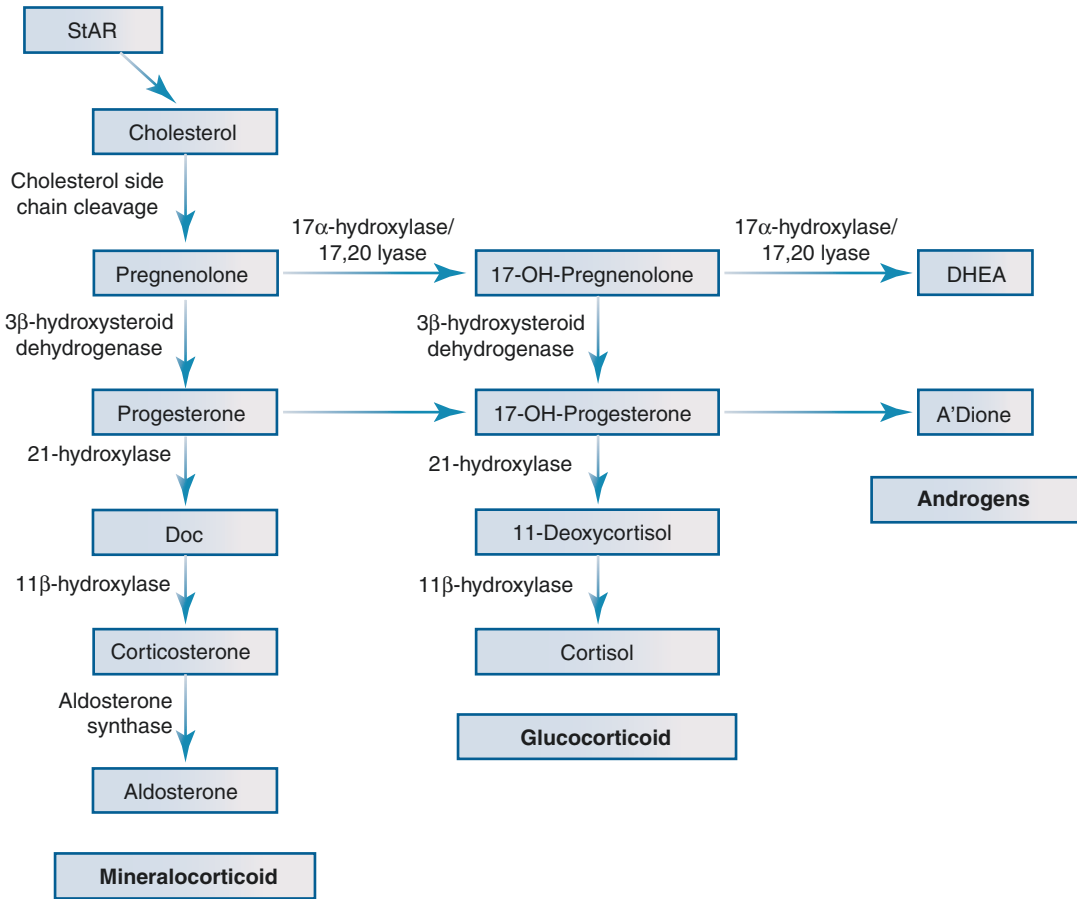 StAR
Cholesterol
Cholesterol side
chain cleavage
17α-hydroxylase/
17,20 lyase
17α-hydroxylase/
17,20 lyase
Pregnenolone
17-OH-Pregnenolone
DHEA
3β-hydroxysteroid
dehydrogenase
3β-hydroxysteroid
dehydrogenase
Progesterone
17-OH-Progesterone
A'Dione
21-hydroxylase
21-hydroxylase
Androgens
Doc
11-Deoxycortisol
11β-hydroxylase
11β-hydroxylase
Corticosterone
Cortisol
Aldosterone
synthase
Glucocorticoid
Aldosterone
Mineralocorticoid